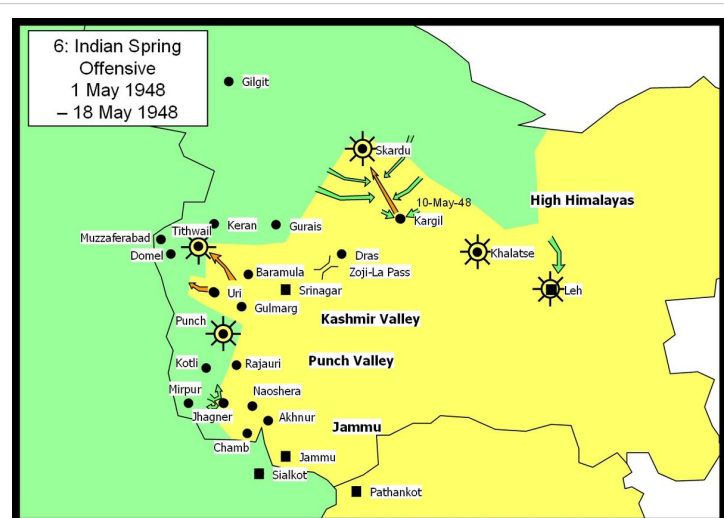 6: Indian Spring
Offensive
1 May 1948
– 18 May 1948
Gilgit
Skardu
High Himalayas
10-May-48
Kargil
Keran
Gurais
Tithwail
Muzzaferabad
Domel
Dras
Khalatse
Baramula
Zoji-La Pass
Leh
Uri
Srinagar
Gulmarg
Kashmir Valley
Punch
Punch Valley
Kotli
Rajauri
Mirpur
Naoshera
Jhagner
Akhnur
Jammu
Chamb
Jammu
Sialkot
Pathankot